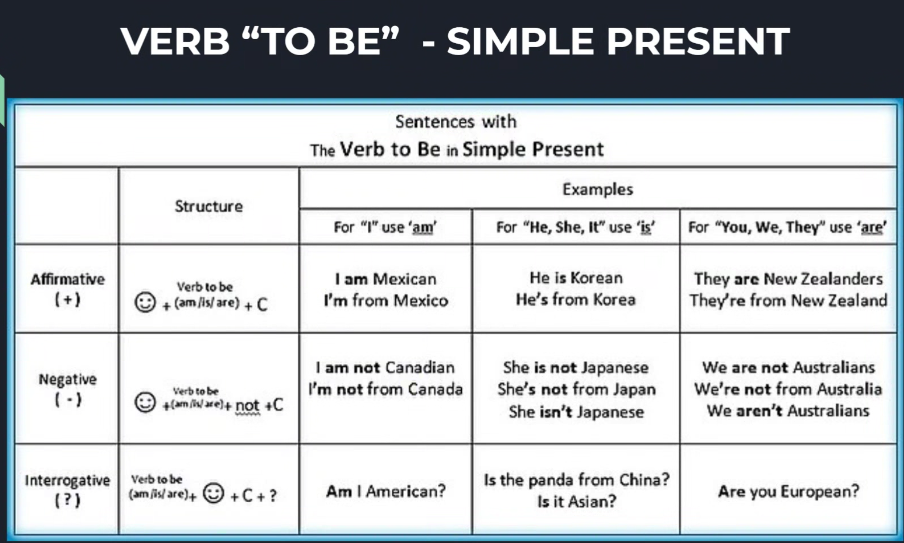 VERB “TO BE” - SIMPLE PRESENT
Sentences with
The Verb to Be in Simple Present
Structure
Examples
For “I” use ‘am’
For “He, She, It” use ‘is’
For “You, We, They” use ‘are’
Affirmative
(+)
Verb to be
☺ + (am/is/are) + C
I am Mexican
I’m from Mexico
He is Korean
He’s from Korea
They are New Zealanders
They’re from New Zealand
Negative
(-)
Verb to be
☺ +(am/is/are)+ not +C
I am not Canadian
I’m not from Canada
She is not Japanese
She’s not from Japan
She isn’t Japanese
We are not Australians
We’re not from Australia
We aren’t Australians
Interrogative
(?)
Verb to be
(am/is/are)+ ☺ +C+?
Am I American?
Is the panda from China?
Is it Asian?
Are you European?